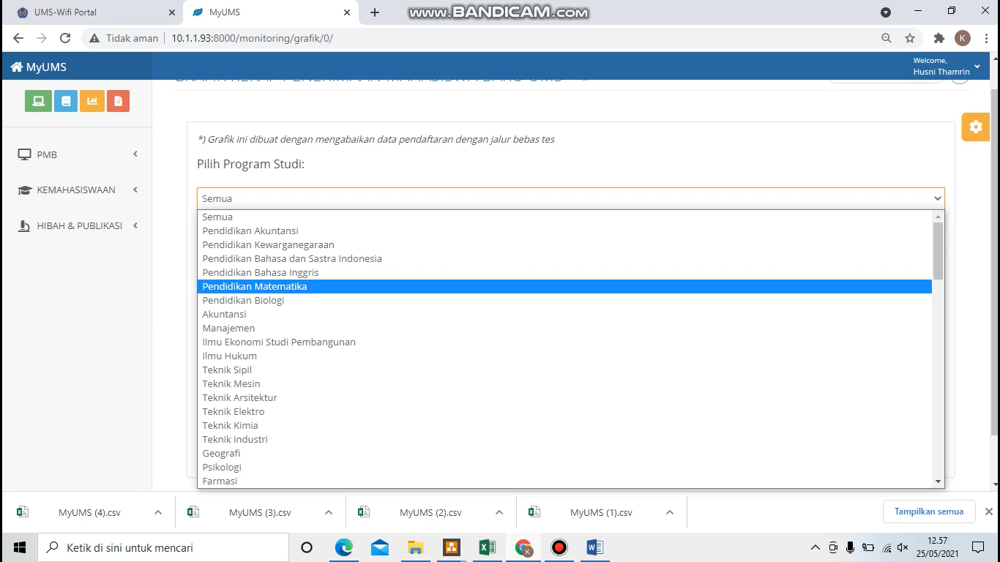 UMS-Wifi Portal
MyUMS
www.BANDICAM.com
Tidak aman
10.1.1.93:8000/monitoring/grafik/0/
K
MyUMS
Welcome,
Husni Thamrin
PMB
KEMAHASISWAAN
HIBAH & PUBLIKASI
*) Grafik ini dibuat dengan mengabaikan data pendaftaran dengan jalur bebas tes
Pilih Program Studi:
Semua
Semua
Pendidikan Akuntansi
Pendidikan Kewarganegaraan
Pendidikan Bahasa dan Sastra Indonesia
Pendidikan Bahasa Inggris
Pendidikan Matematika
Pendidikan Biologi
Akuntansi
Manajemen
Ilmu Ekonomi Studi Pembangunan
Ilmu Hukum
Teknik Sipil
Teknik Mesin
Teknik Arsitektur
Teknik Elektro
Teknik Kimia
Teknik Industri
Geografi
Psikologi
Farmasi
MyUMS (4).csv
MyUMS (3).csv
MyUMS (2).csv
MyUMS (1).csv
Tampilkan semua
Ketik di sini untuk mencari
12.57
25/05/2021